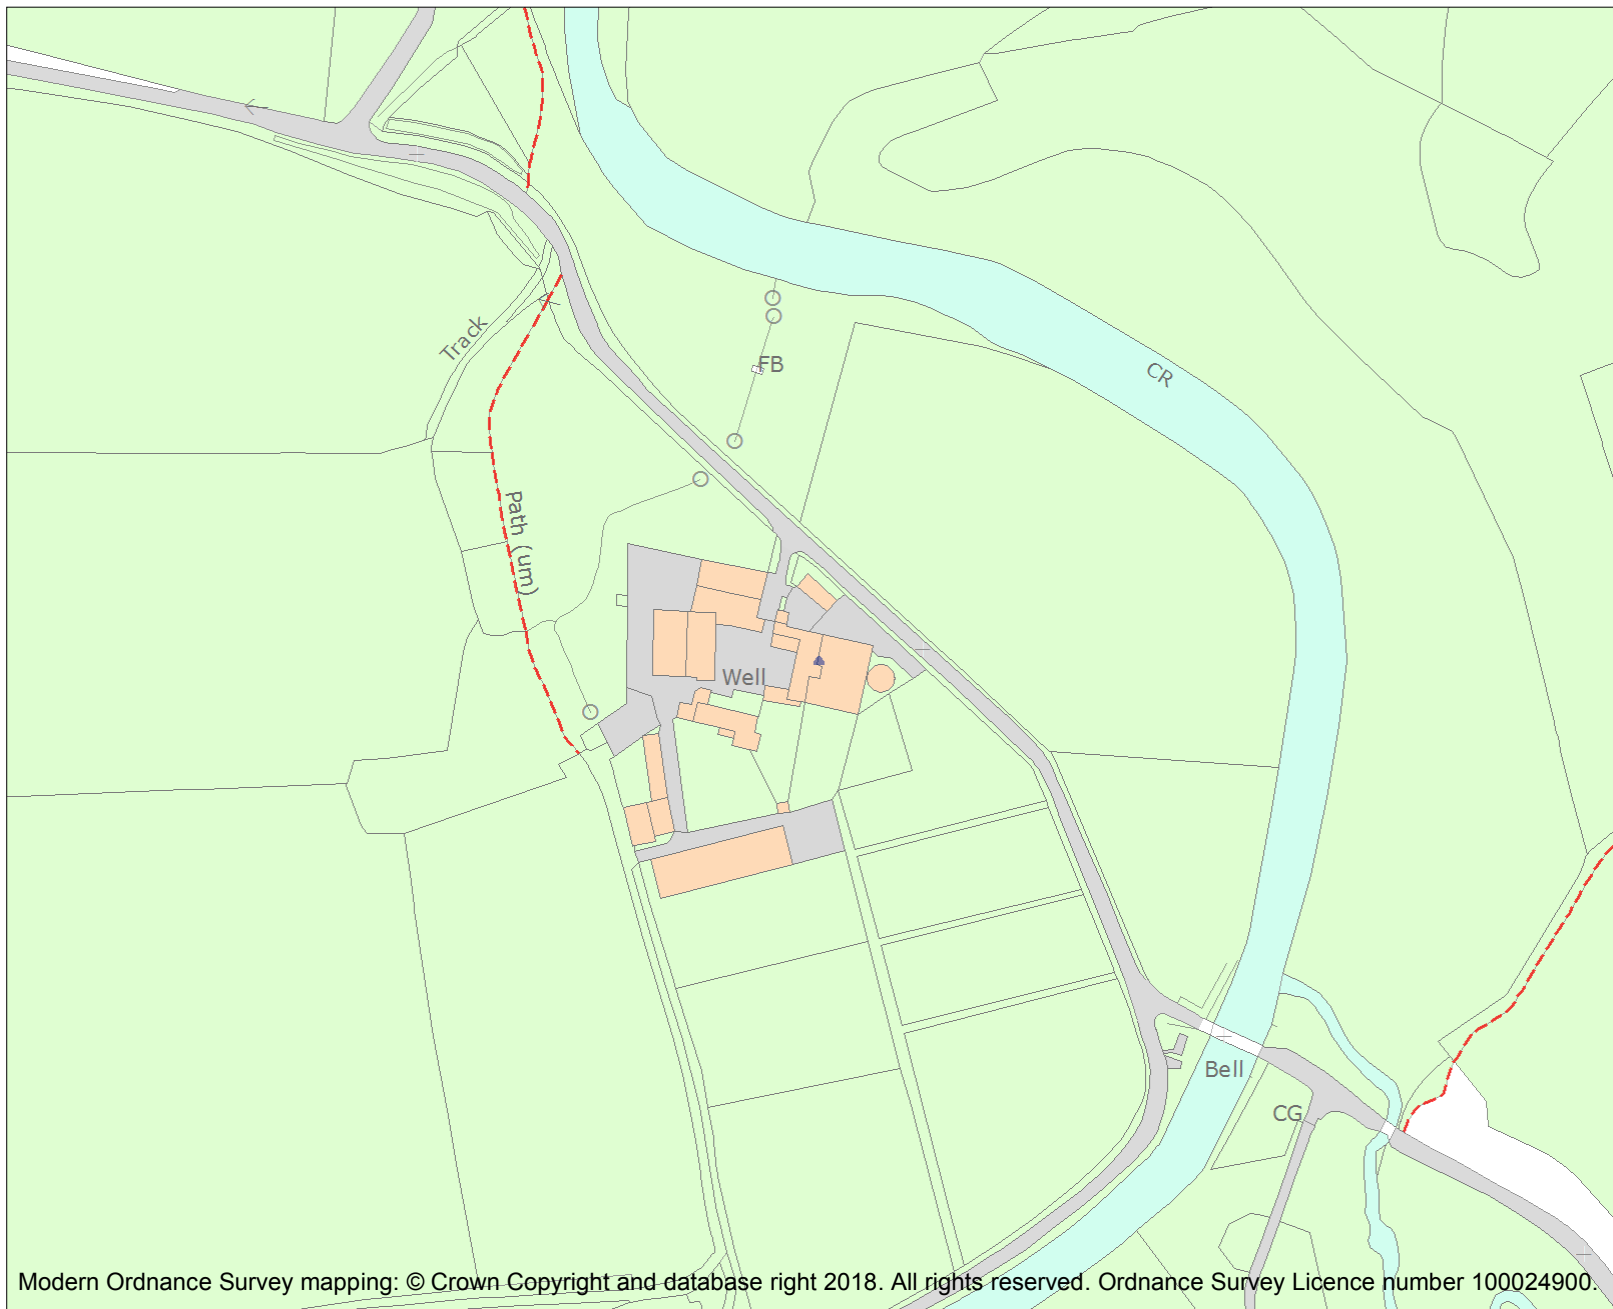 Track
FB
CR
Path (um)
Well
Bell
CG
Modern Ordnance Survey mapping: © Crown Copyright and database right 2018. All rights reserved. Ordnance Survey Licence number 100024900.